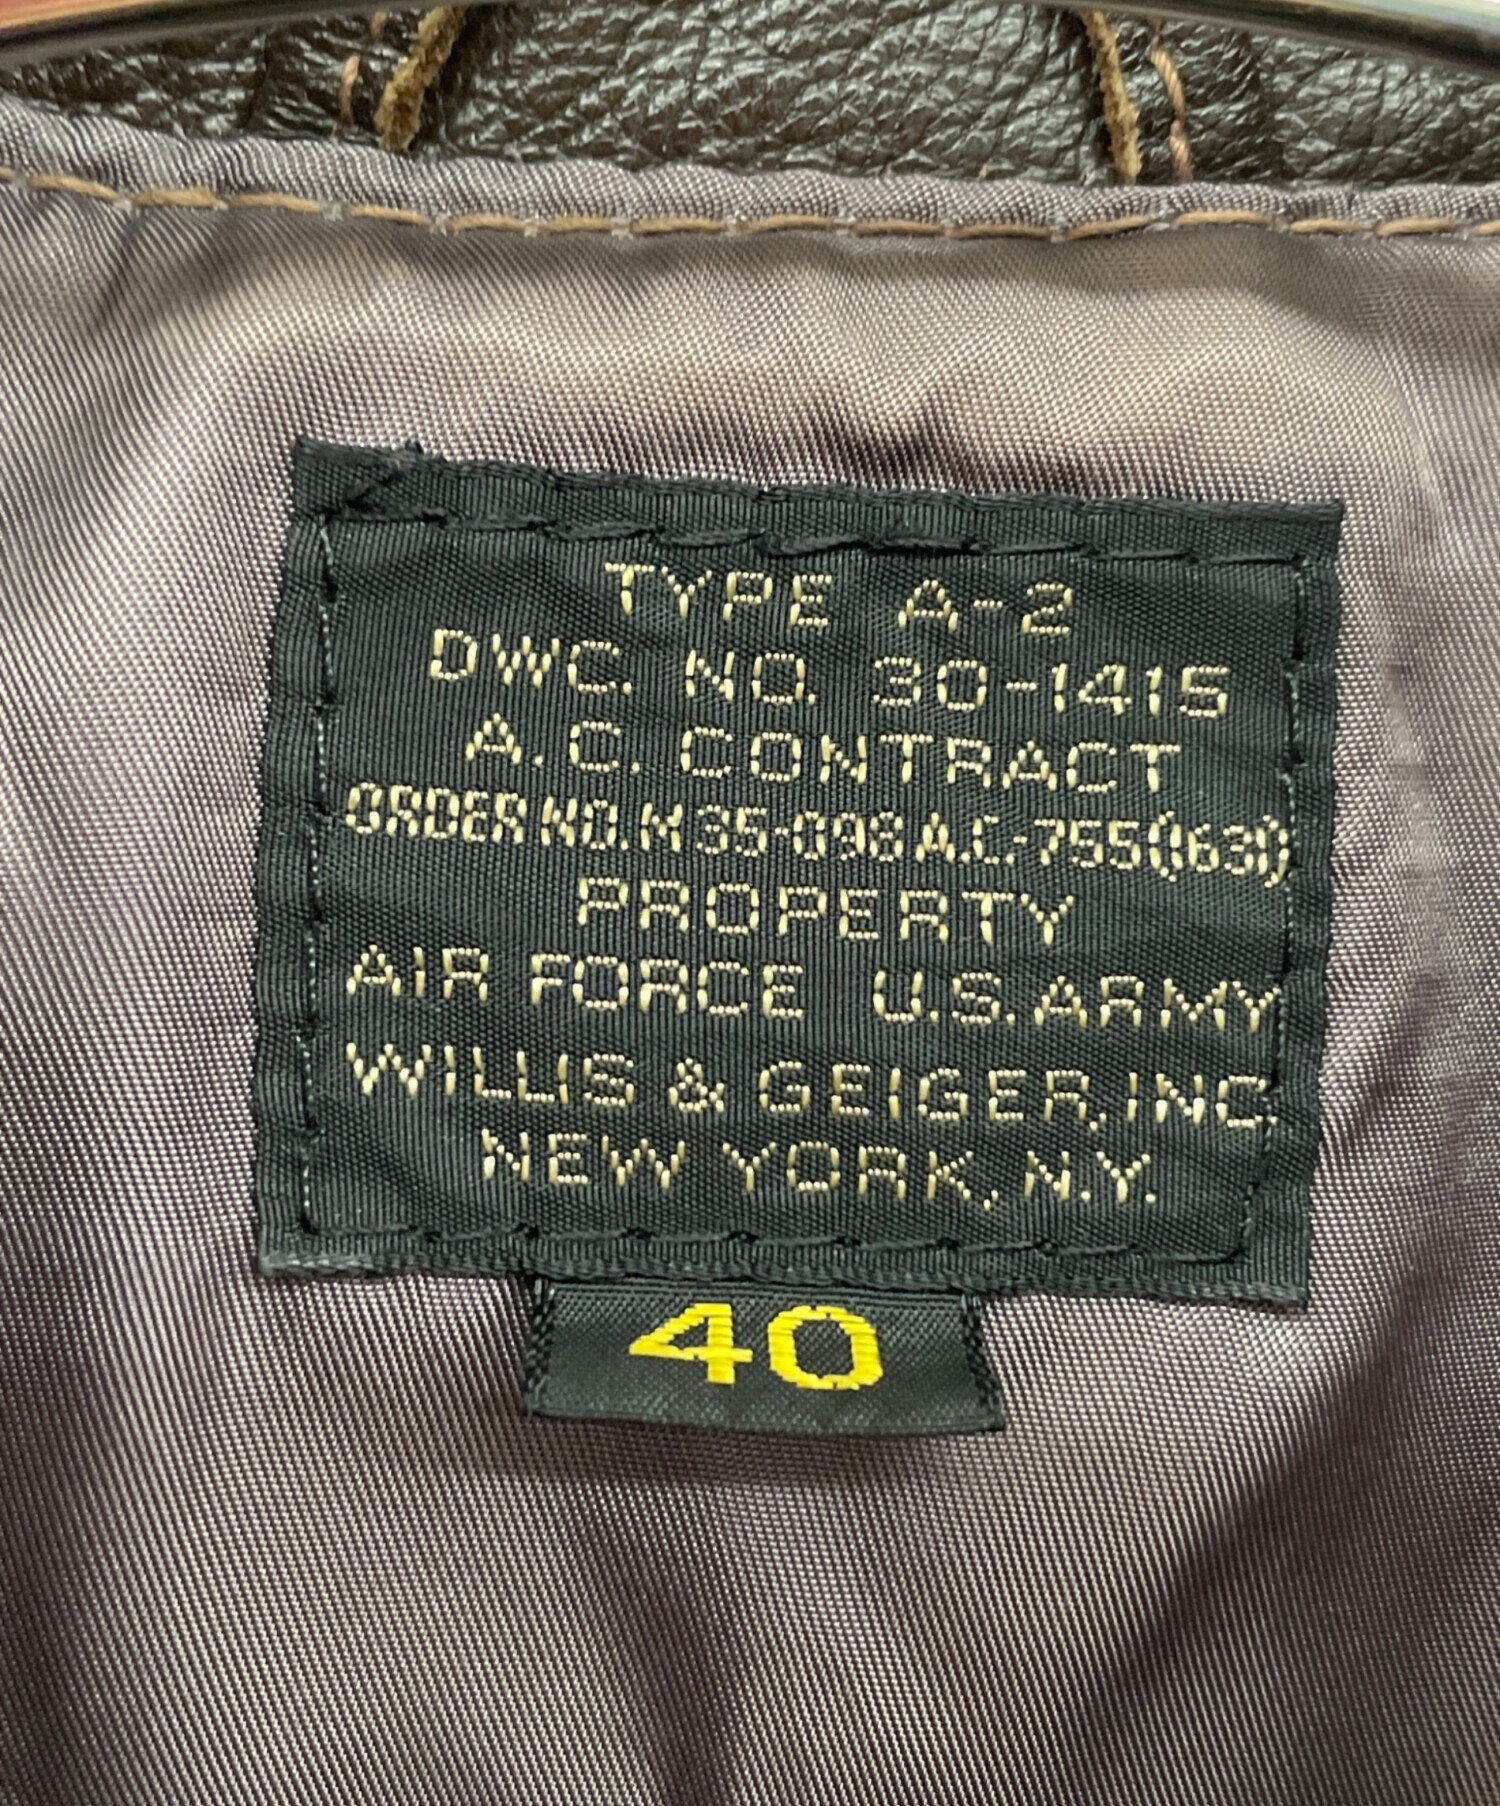 TYPE A-2
DWG. NO. 30-1415
A.C. CONTRACT
ORDER NO. M 35-098 A.C.-755(1631)
PROPERTY
AIR FORCE U.S. ARMY
WILLIS & GEIGER, INC.
NEW YORK, N.Y.
40